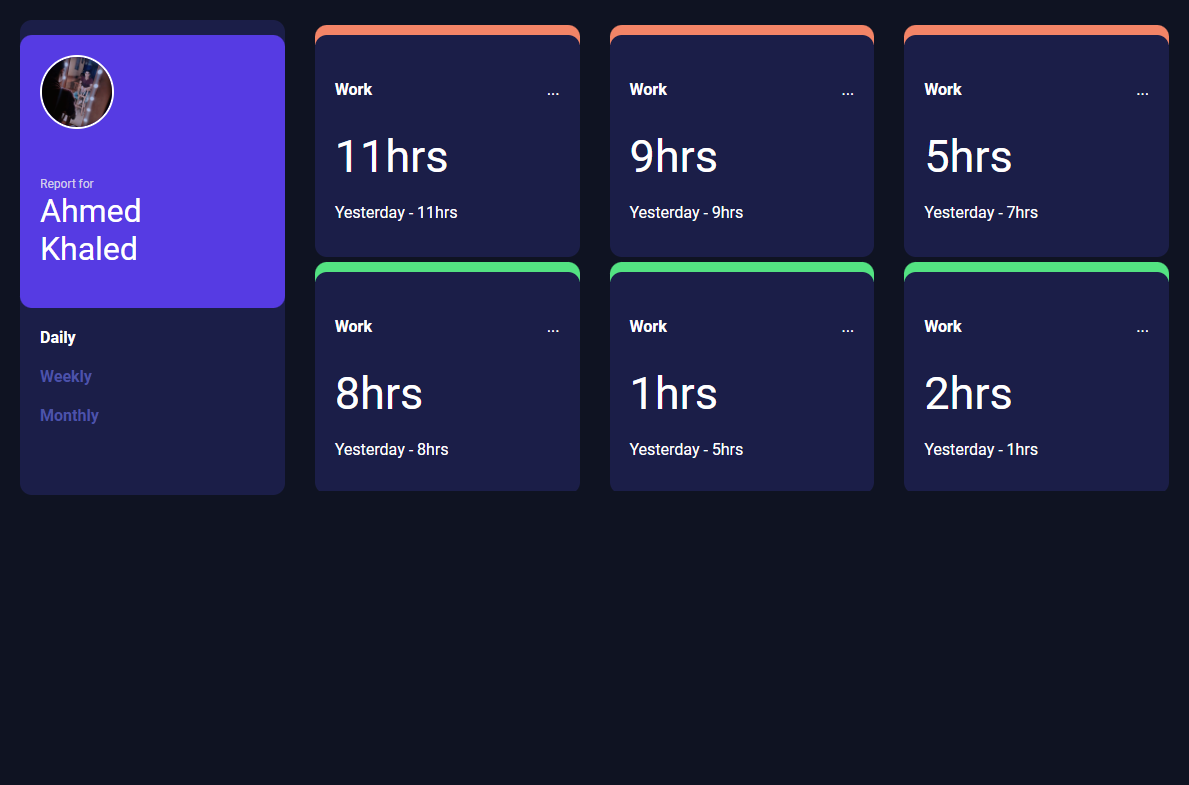 Report for
Ahmed
Khaled
Daily
Weekly
Monthly
Work ...
11hrs
Yesterday - 11hrs
Work ...
9hrs
Yesterday - 9hrs
Work ...
5hrs
Yesterday - 7hrs
Work ...
8hrs
Yesterday - 8hrs
Work ...
1hrs
Yesterday - 5hrs
Work ...
2hrs
Yesterday - 1hrs